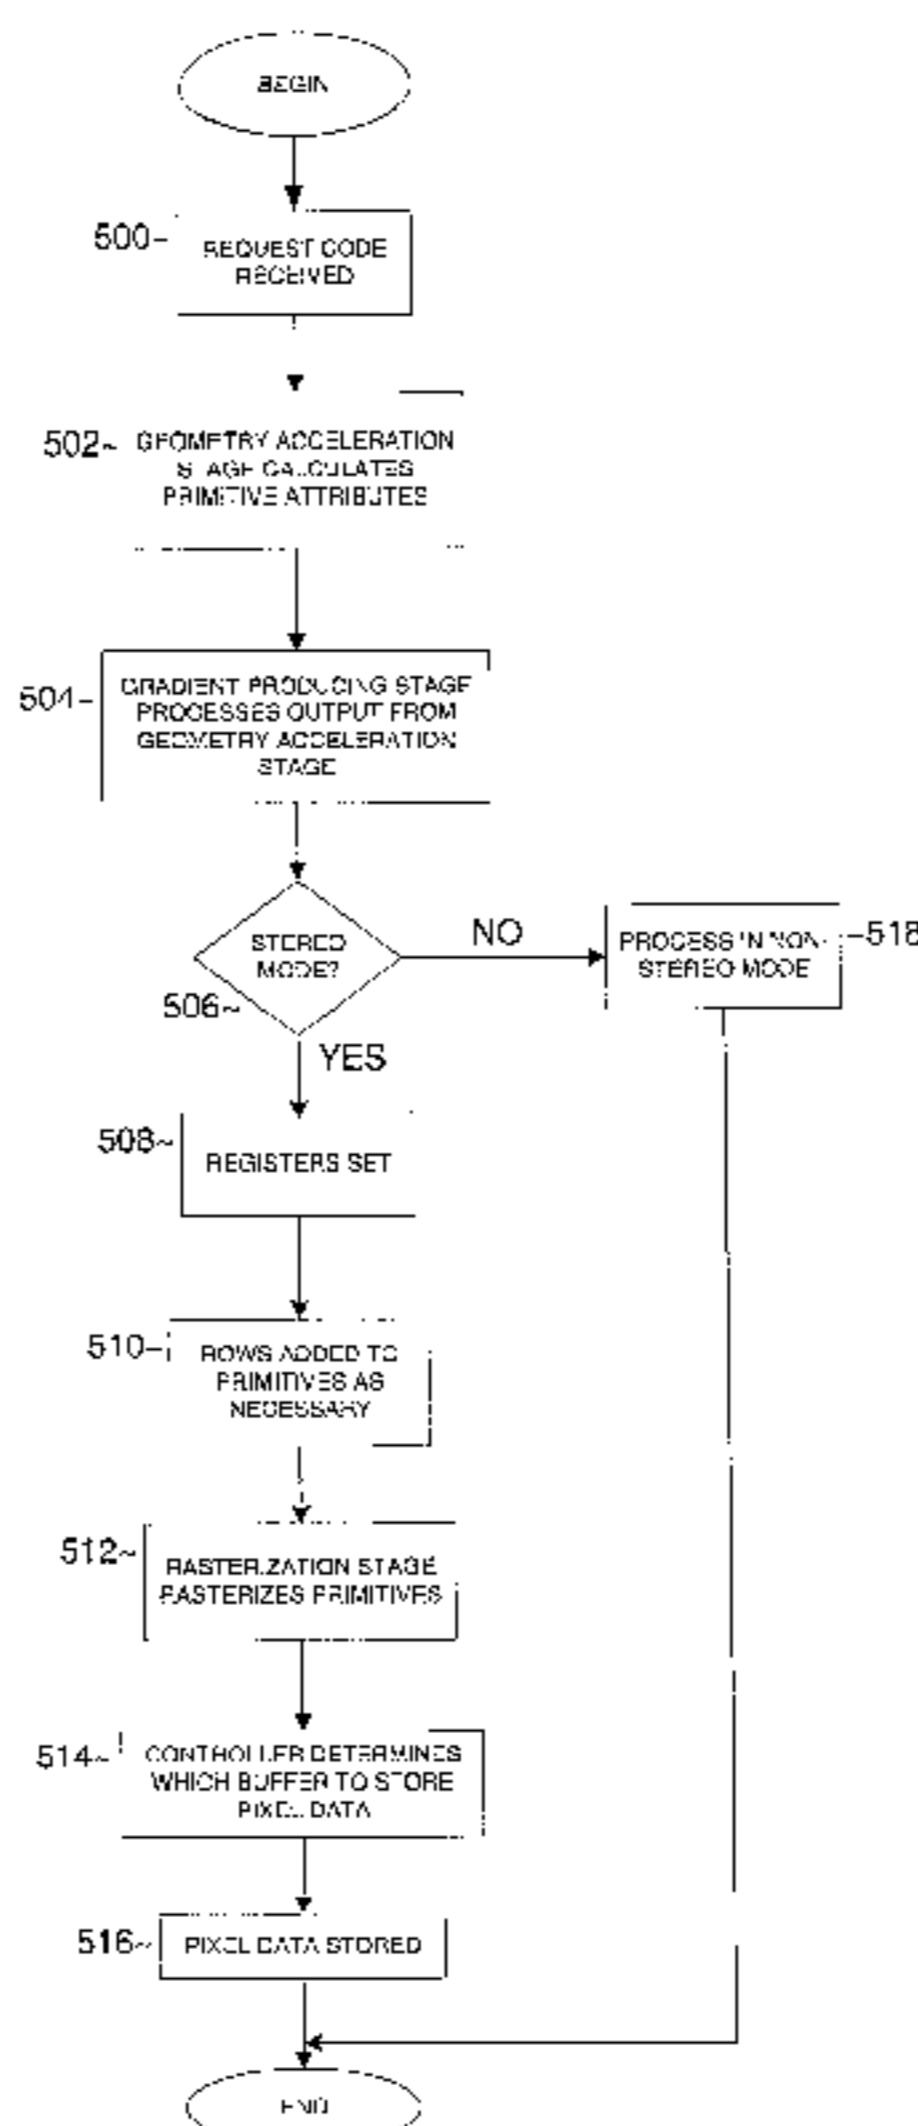 BEGIN
500
REQUEST CODE
RECEIVED
502
GEOMETRY ACCELERATION
STAGE CALCULATES
PRIMITIVE ATTRIBUTES
504
GRADIENT PRODUCING STAGE
PROCESSES OUTPUT FROM
GEOMETRY ACCELERATION
STAGE
STEREO
MODE?
506
NO
PROCESS IN NON-
STEREO MODE
518
YES
508
REGISTERS SET
510
ROWS ADDED TO
PRIMITIVES AS
NECESSARY
512
RASTERIZATION STAGE
RASTERIZES PRIMITIVES
514
CONTROLLER DETERMINES
WHICH BUFFER TO STORE
PIXEL DATA
516
PIXEL DATA STORED
END